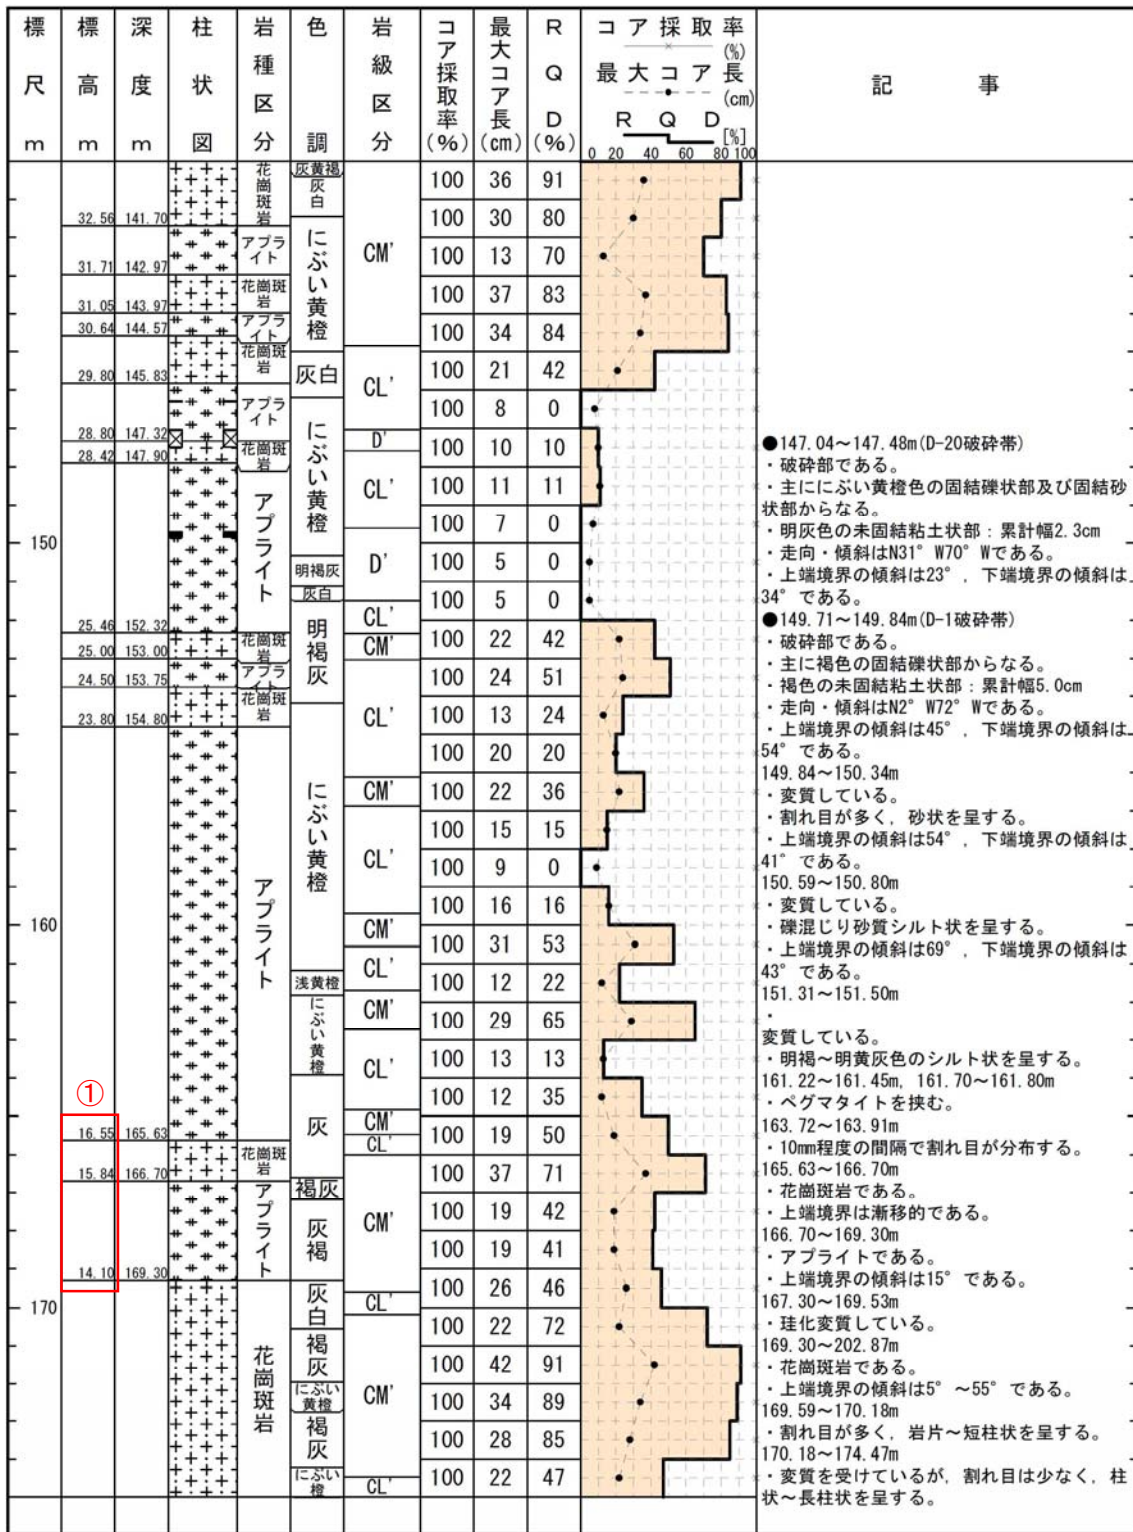 標尺m
標高m
深度m
柱状図
岩種区分
色調
岩級区分
コア採取率(%)
最大コア長(cm)
RQD(%)
コア採取率(%)
最大コア長(cm)
RQD[%]
0 20 40 60 80 100
記事
150
160
170
①
32.56 141.70
31.71 142.97
31.05 143.97
30.64 144.57
29.80 145.83
28.80 147.32
28.42 147.90
25.46 152.32
25.00 153.00
24.50 153.75
23.80 154.80
16.55 165.63
15.84 166.70
14.10 169.30
花崗斑岩
アプライト
花崗斑岩
アプライト
花崗斑岩
アプライト
花崗斑岩
アプライト
花崗斑岩
アプライト
花崗斑岩
アプライト
花崗斑岩
アプライト
花崗斑岩
灰黄褐
灰白
にぶい黄橙
灰白
にぶい黄橙
明褐灰
灰白
明褐灰
にぶい黄橙
浅黄橙
にぶい黄橙
灰
褐灰
灰褐
灰白
褐灰
にぶい黄橙
褐灰
にぶい橙
CM'
CL'
D'
CL'
D'
CL'
CM'
CL'
CM'
CL'
CM'
CL'
CM'
CL'
CM'
CL'
CM'
CL'
CM'
CL'
100 36 91
100 30 80
100 13 70
100 37 83
100 34 84
100 21 42
100 8 0
100 10 10
100 11 11
100 7 0
100 5 0
100 5 0
100 22 42
100 24 51
100 13 24
100 20 20
100 22 36
100 15 15
100 9 0
100 16 16
100 31 53
100 12 22
100 29 65
100 13 13
100 12 35
100 19 50
100 37 71
100 19 42
100 19 41
100 26 46
100 22 72
100 42 91
100 34 89
100 28 85
100 22 47
●147.04～147.48m(D-20破砕帯)
・破砕部である。
・主ににぶい黄橙色の固結礫状部及び固結砂
状部からなる。
・明灰色の未固結粘土状部：累計幅2.3cm
・走向・傾斜はN31°W70°Wである。
・上端境界の傾斜は23°，下端境界の傾斜は
34°である。
●149.71～149.84m(D-1破砕帯)
・破砕部である。
・主に褐色の固結礫状部からなる。
・褐色の未固結粘土状部：累計幅5.0cm
・走向・傾斜はN2°W72°Wである。
・上端境界の傾斜は45°，下端境界の傾斜は
54°である。
149.84～150.34m
・変質している。
・割れ目が多く，砂状を呈する。
・上端境界の傾斜は54°，下端境界の傾斜は
41°である。
150.59～150.80m
・変質している。
・礫混じり砂質シルト状を呈する。
・上端境界の傾斜は69°，下端境界の傾斜は
43°である。
151.31～151.50m
・
変質している。
・明褐～明黄灰色のシルト状を呈する。
161.22～161.45m，161.70～161.80m
・ペグマタイトを挟む。
163.72～163.91m
・10mm程度の間隔で割れ目が分布する。
165.63～166.70m
・花崗斑岩である。
・上端境界は漸移的である。
166.70～169.30m
・アプライトである。
・上端境界の傾斜は15°である。
167.30～169.53m
・珪化変質している。
169.30～202.87m
・花崗斑岩である。
・上端境界の傾斜は5°～55°である。
169.59～170.18m
・割れ目が多く，岩片～短柱状を呈する。
170.18～174.47m
・変質を受けているが，割れ目は少なく，柱
状～長柱状を呈する。